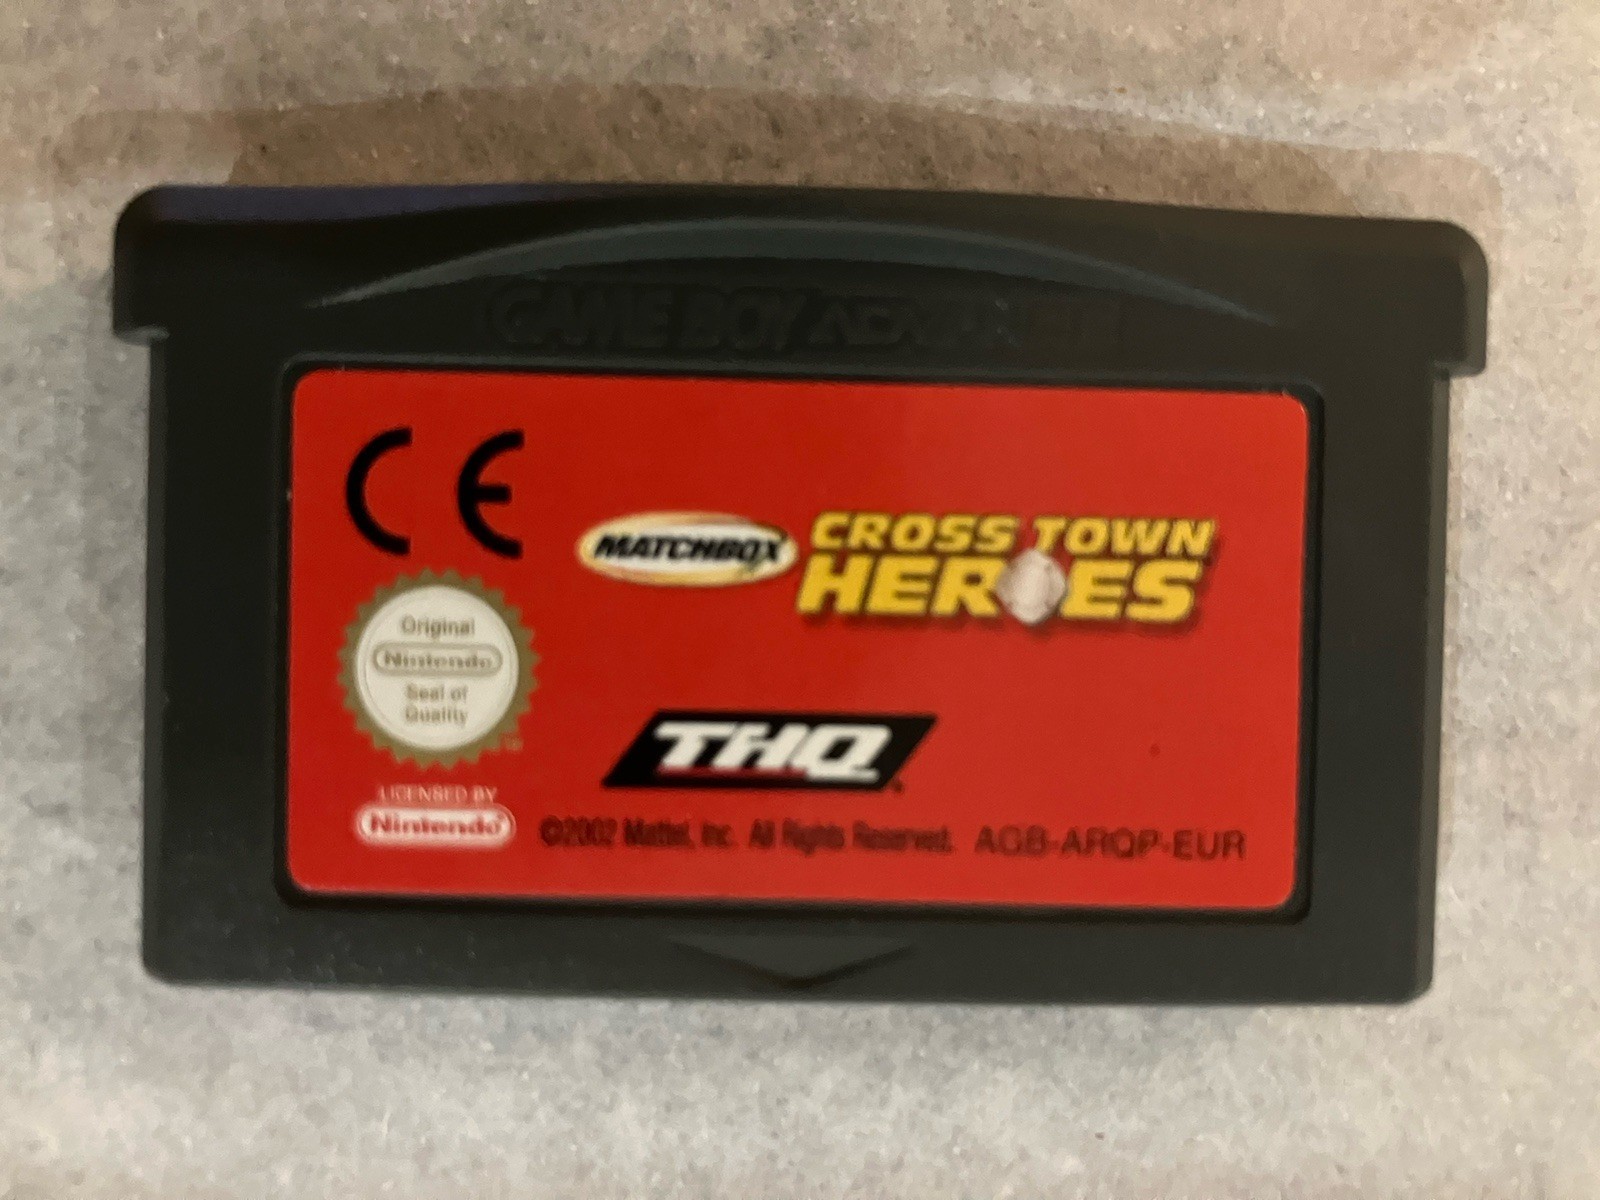 GAME BOY ADVANCE
CE
MATCHBOX
CROSS TOWN
HEROES
Original
Nintendo
Seal of
Quality
TM
THQ
LICENSED BY
Nintendo
©2002 Mattel, Inc. All Rights Reserved. AGB-ARQP-EUR